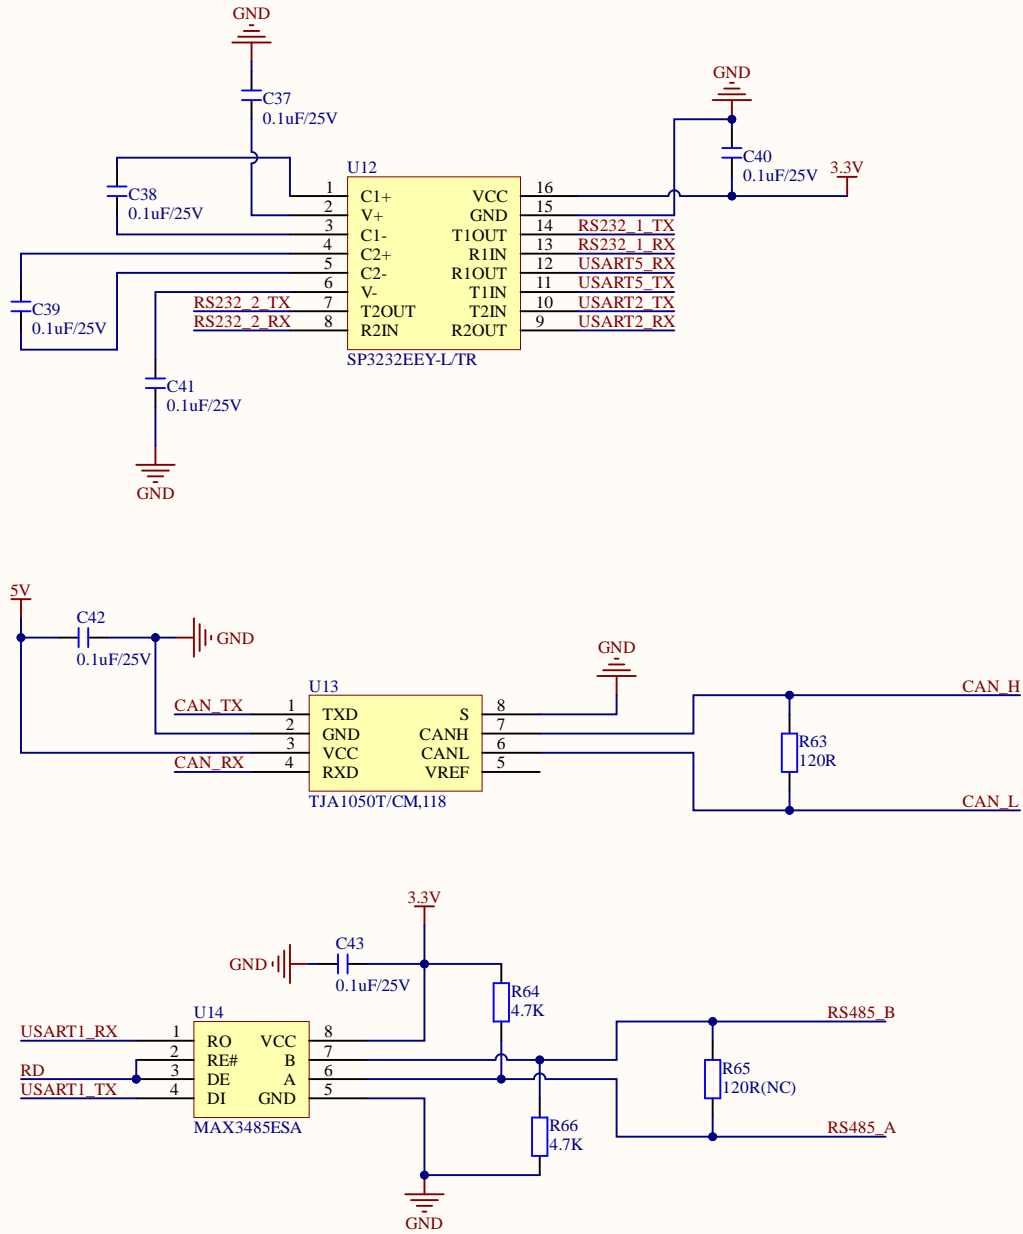 GND
C37
0.1uF/25V
GND
C40
0.1uF/25V
3.3V
U12
C38
0.1uF/25V
1 C1+ VCC 16
2 V+ GND 15
3 C1- T1OUT 14 RS232_1_TX
4 C2+ R1IN 13 RS232_1_RX
5 C2- R1OUT 12 USART5_RX
6 V- T1IN 11 USART5_TX
RS232_2_TX 7 T2OUT T2IN 10 USART2_TX
RS232_2_RX 8 R2IN R2OUT 9 USART2_RX
C39
0.1uF/25V
SP3232EEY-L/TR
C41
0.1uF/25V
GND
5V
C42
0.1uF/25V
GND
GND
U13
CAN_TX 1 TXD S 8
2 GND CANH 7
3 VCC CANL 6
CAN_RX 4 RXD VREF 5
TJA1050T/CM,118
CAN_H
R63
120R
CAN_L
3.3V
C43
0.1uF/25V
GND
R64
4.7K
U14
USART1_RX 1 RO VCC 8
2 RE# B 7
RD 3 DE A 6
USART1_TX 4 DI GND 5
MAX3485ESA
RS485_B
R65
120R(NC)
R66
4.7K
RS485_A
GND